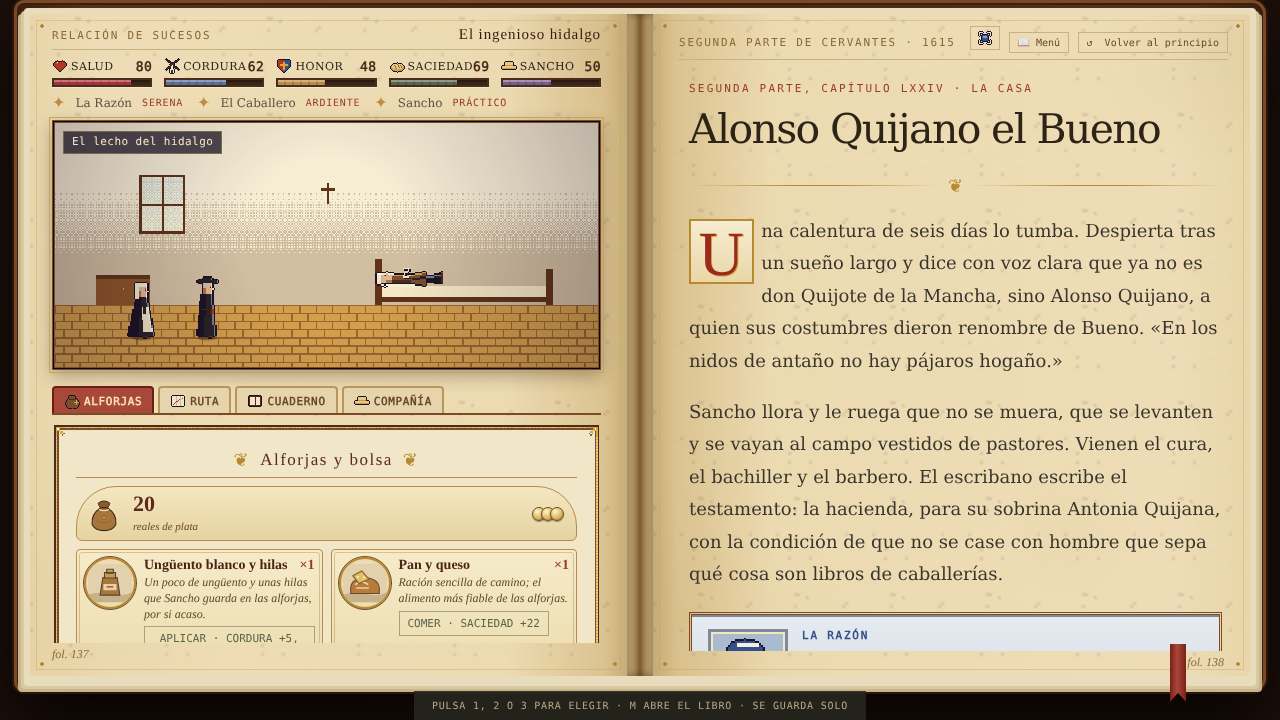 RELACIÓN DE SUCESOS
El ingenioso hidalgo
SALUD 80
CORDURA 62
HONOR 48
SACIEDAD 69
SANCHO 50
La Razón SERENA
El Caballero ARDIENTE
Sancho PRÁCTICO
El lecho del hidalgo
ALFORJAS
RUTA
CUADERNO
COMPAÑÍA
Alforjas y bolsa
20
reales de plata
Ungüento blanco y hilas ×1
Un poco de ungüento y unas hilas
que Sancho guarda en las alforjas,
por si acaso.
APLICAR · CORDURA +5,
Pan y queso ×1
Ración sencilla de camino; el
alimento más fiable de las alforjas.
COMER · SACIEDAD +22
fol. 137
SEGUNDA PARTE DE CERVANTES · 1615
Menú
Volver al principio
SEGUNDA PARTE, CAPÍTULO LXXIV · LA CASA
Alonso Quijano el Bueno
Una calentura de seis días lo tumba. Despierta tras
un sueño largo y dice con voz clara que ya no es
don Quijote de la Mancha, sino Alonso Quijano, a
quien sus costumbres dieron renombre de Bueno. «En los
nidos de antaño no hay pájaros hogaño.»
Sancho llora y le ruega que no se muera, que se levanten
y se vayan al campo vestidos de pastores. Vienen el cura,
el bachiller y el barbero. El escribano escribe el
testamento: la hacienda, para su sobrina Antonia Quijana,
con la condición de que no se case con hombre que sepa
qué cosa son libros de caballerías.
LA RAZÓN
fol. 138
PULSA 1, 2 O 3 PARA ELEGIR · M ABRE EL LIBRO · SE GUARDA SOLO